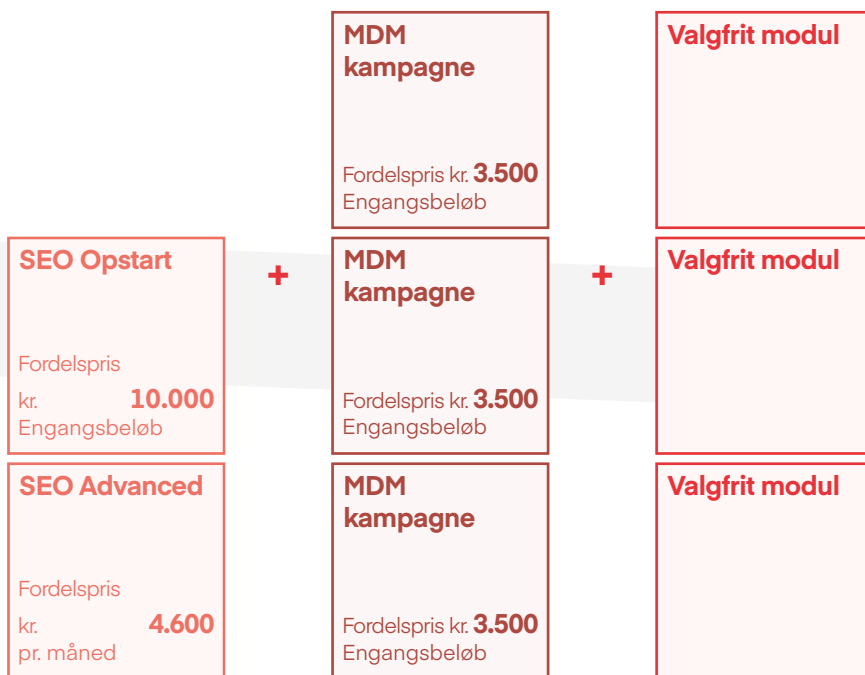 MDM
kampagne
Fordelspris kr. 3.500
Engangsbeløb
Valgfrit modul
SEO Opstart
Fordelspris
kr. 10.000
Engangsbeløb
+
MDM
kampagne
Fordelspris kr. 3.500
Engangsbeløb
+
Valgfrit modul
SEO Advanced
Fordelspris
kr. 4.600
pr. måned
MDM
kampagne
Fordelspris kr. 3.500
Engangsbeløb
Valgfrit modul